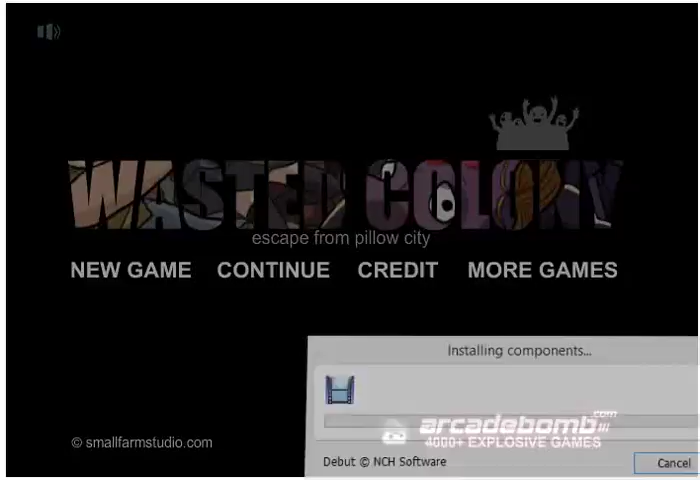 WASTED COLONY
escape from pillow city
NEW GAME CONTINUE CREDIT MORE GAMES
Installing components...
arcadebomb.com
4000+ EXPLOSIVE GAMES
© smallfarmstudio.com
Debut © NCH Software
Cancel